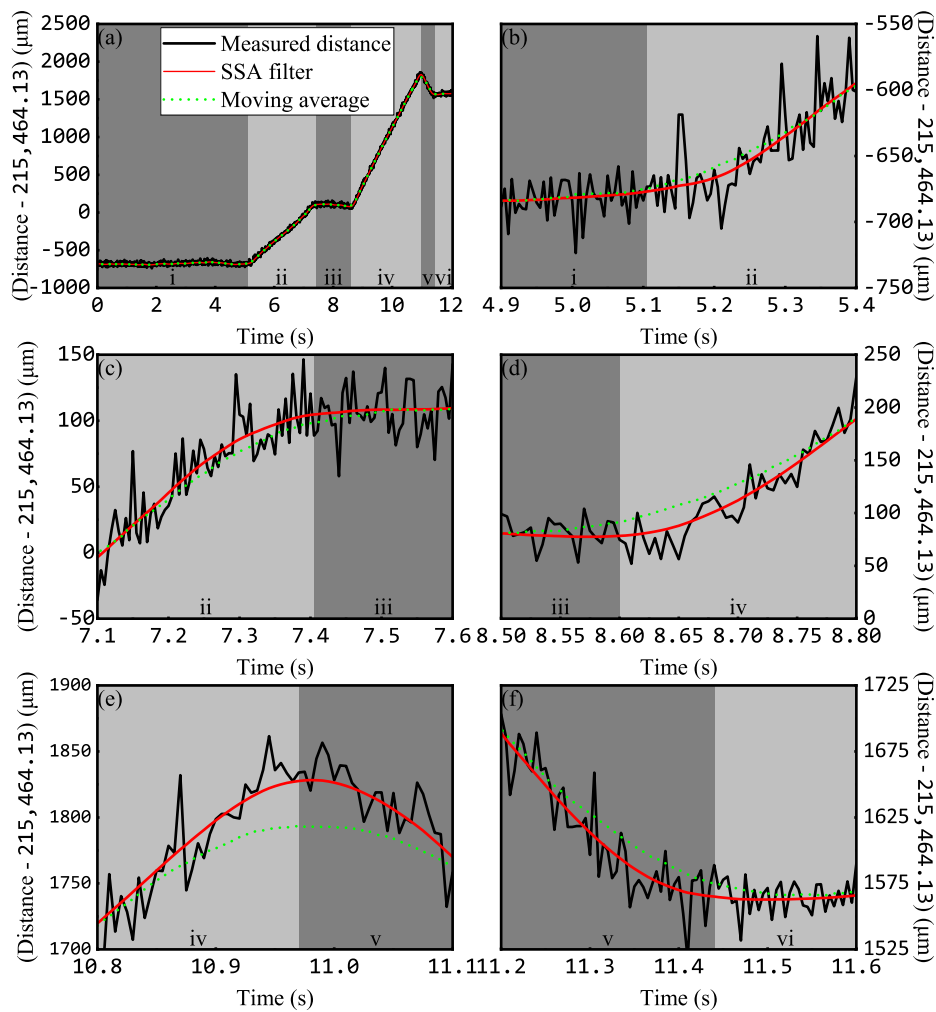 (a)
Measured distance
SSA filter
Moving average
2500
2000
1500
1000
500
0
-500
-1000
(Distance - 215,464.13) (μm)
i
ii
iii
iv
v
vi
0 2 4 6 8 10 12
Time (s)
(b)
-550
-600
-650
-700
-750
(Distance - 215,464.13) (μm)
i
ii
4.9 5.0 5.1 5.2 5.3 5.4
Time (s)
(c)
150
100
50
0
-50
(Distance - 215,464.13) (μm)
ii
iii
7.1 7.2 7.3 7.4 7.5 7.6
Time (s)
(d)
250
200
150
100
50
0
(Distance - 215,464.13) (μm)
iii
iv
8.50 8.55 8.60 8.65 8.70 8.75 8.80
Time (s)
(e)
1900
1850
1800
1750
1700
(Distance - 215,464.13) (μm)
iv
v
10.8 10.9 11.0 11.1
Time (s)
(f)
1725
1675
1625
1575
1525
(Distance - 215,464.13) (μm)
v
vi
11.2 11.3 11.4 11.5 11.6
Time (s)